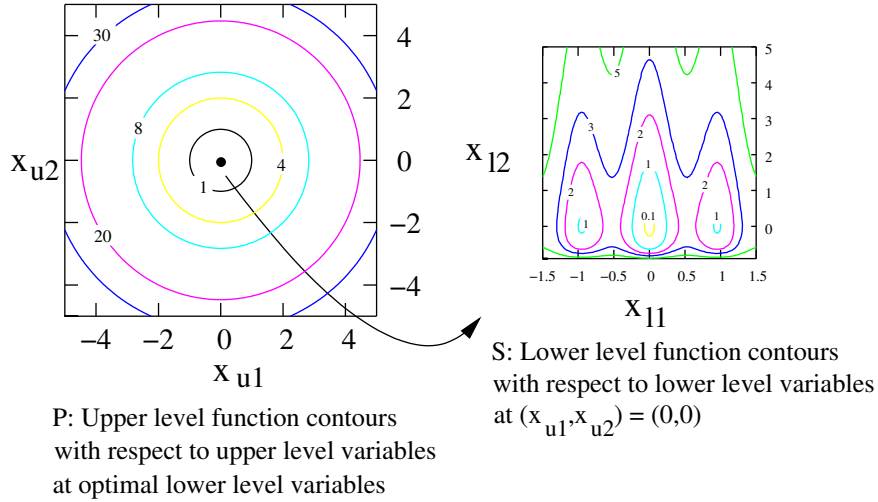 30
8
1
4
20
4
2
0
−2
−4
x u2
−4 −2 0 2 4
x u1
5
4
3
2
1
0
x l2
5
3
2
1
2
0.1
1
2
1
−1.5 −1 −0.5 0 0.5 1 1.5
x l1
P: Upper level function contours
with respect to upper level variables
at optimal lower level variables
S: Lower level function contours
with respect to lower level variables
at (x u1,x u2) = (0,0)